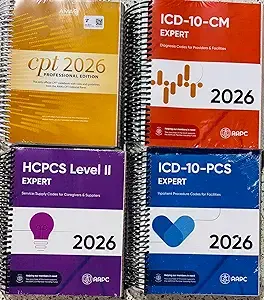 cpt 2026
PROFESSIONAL EDITION
ICD-10-CM
EXPERT
Diagnosis Codes for Providers & Facilities
2026
AAPC
HCPCS Level II
EXPERT
Service/Supply Codes for Caregivers & Suppliers
2026
AAPC
ICD-10-PCS
EXPERT
Inpatient Procedure Codes for Facilities
2026
AAPC